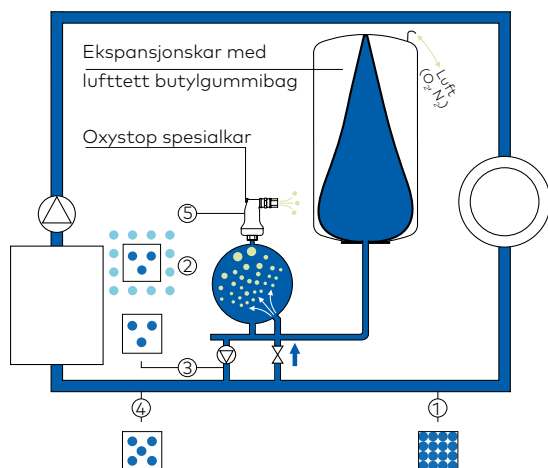 Ekspansjonskar med
lufttett butylgummibag
Luft
(O₂, N₂)
Oxystop spesialkar
5
2
3
4
1